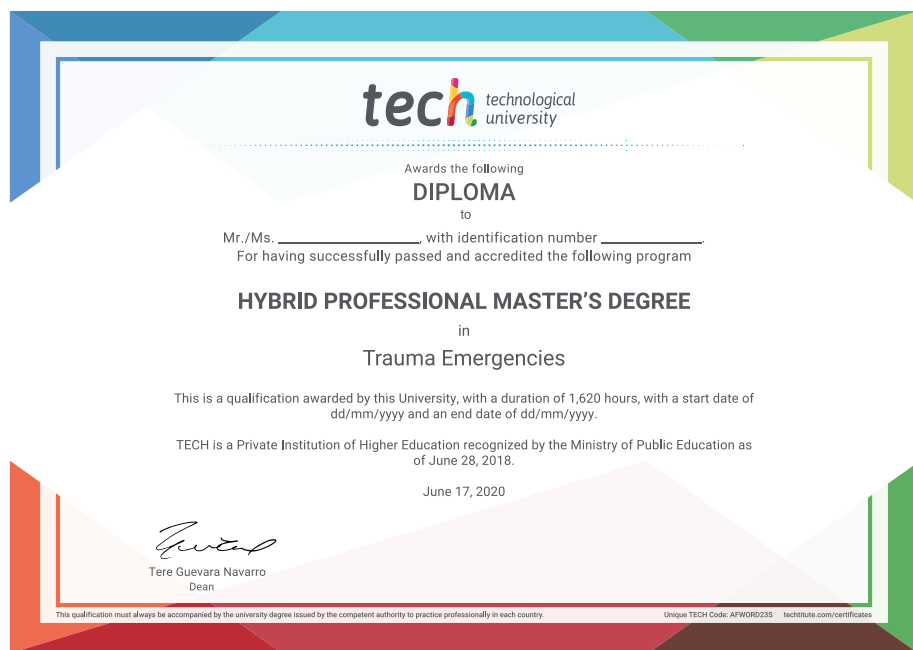 tech technological
university
Awards the following
DIPLOMA
to
Mr./Ms. ________________, with identification number ____________.
For having successfully passed and accredited the following program
HYBRID PROFESSIONAL MASTER'S DEGREE
in
Trauma Emergencies
This is a qualification awarded by this University, with a duration of 1,620 hours, with a start date of
dd/mm/yyyy and an end date of dd/mm/yyyy.
TECH is a Private Institution of Higher Education recognized by the Ministry of Public Education as
of June 28, 2018.
June 17, 2020
Tere Guevara Navarro
Dean
This qualification must always be accompanied by the university degree issued by the competent authority to practice professionally in each country. Unique TECH Code: AFWORD23S techtitute.com/certificates